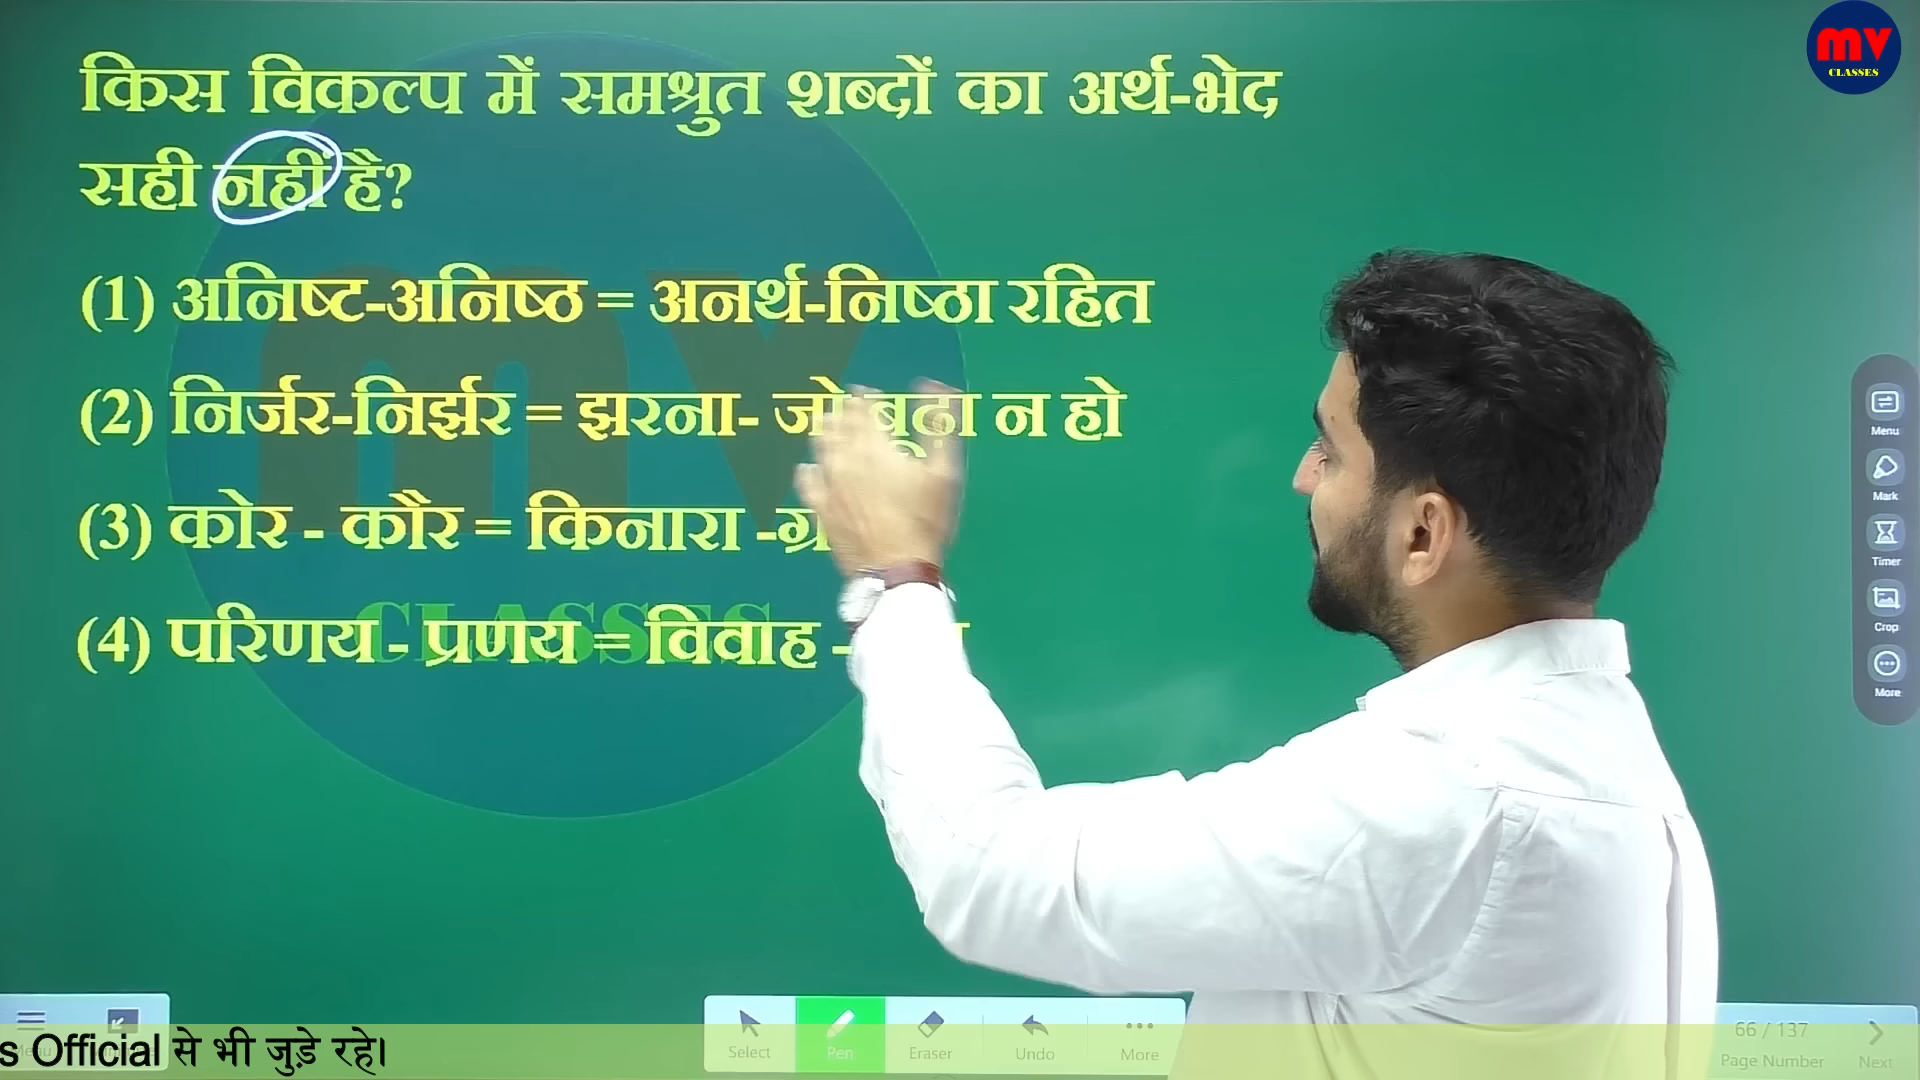 mv
CLASSES
किस विकल्प में समश्रुत शब्दों का अर्थ-भेद
सही नहीं है?
(1) अनिष्ट-अनिष्ठ = अनर्थ-निष्ठा रहित
(2) निर्जर-निर्झर = झरना- जो बूढ़ा न हो
(3) कोर - कौर = किनारा -
(4) परिणय - प्रणय = विवाह -
mv
CLASSES
Menu
Mark
Timer
Crop
More
Select
Pen
Eraser
Undo
More
66 / 137
Page Number
Next
s Official से भी जुड़े रहे।